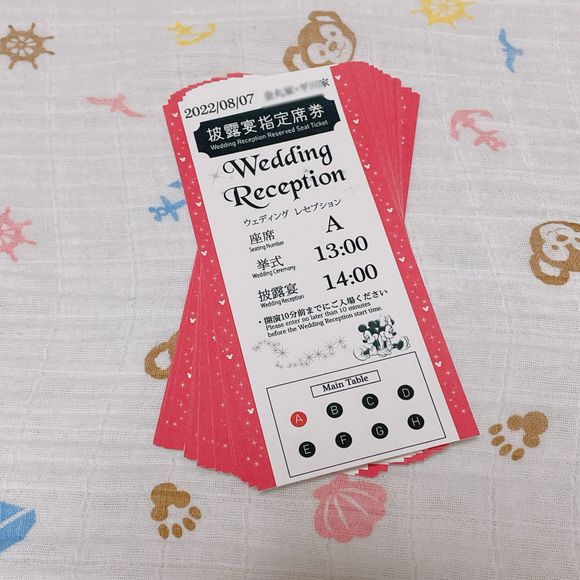 2022/08/07 家
披露宴指定席券
Wedding Reception Reserved Seat Ticket
Wedding
Reception
ウェディング レセプション
座席 A
Seating Number
挙式 13:00
Wedding Ceremony
披露宴 14:00
Wedding Reception
・開演10分前までにご入場ください
Please enter no later than 10 minutes
before the Wedding Reception start time.
Main Table
A B C D
E F G H